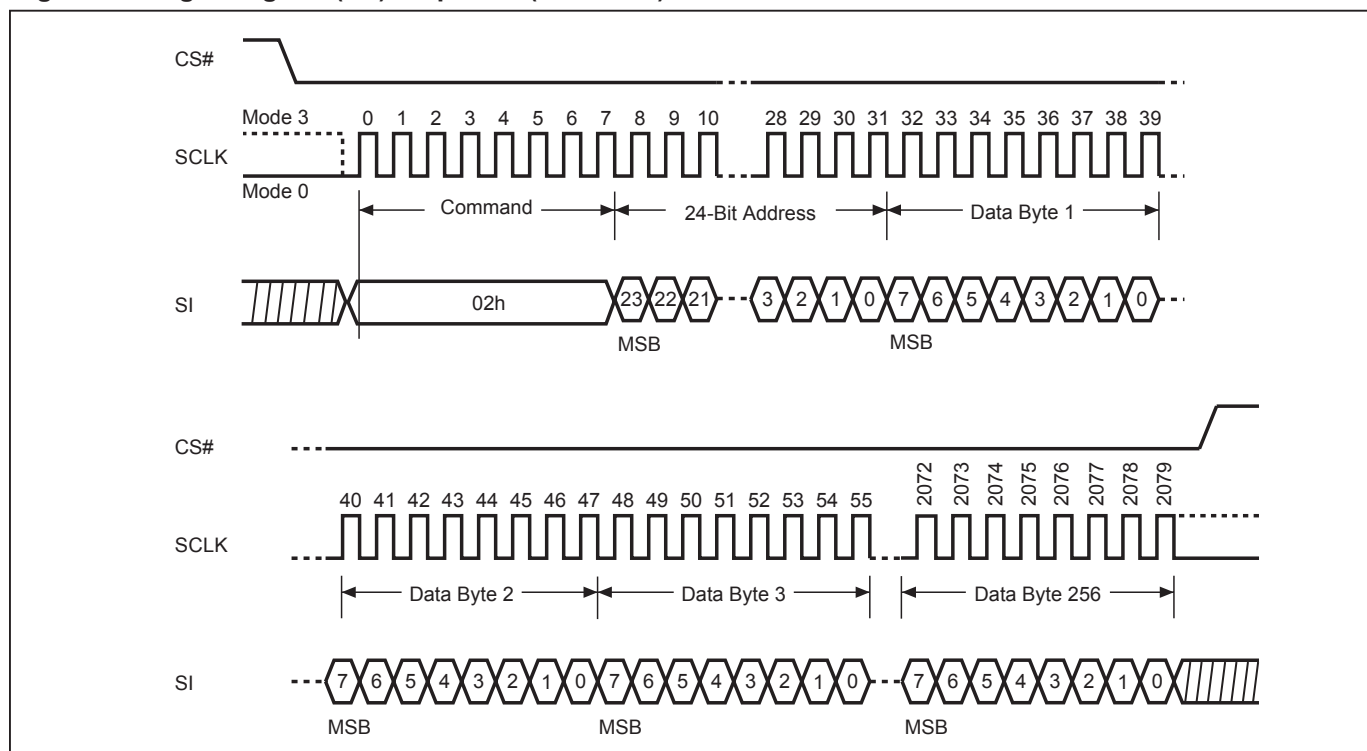 CS#
Mode 3
0 1 2 3 4 5 6 7 8 9 10 28 29 30 31 32 33 34 35 36 37 38 39
SCLK
Mode 0
Command 24-Bit Address Data Byte 1
SI 02h 23 22 21 3 2 1 0 7 6 5 4 3 2 1 0
MSB MSB
CS#
40 41 42 43 44 45 46 47 48 49 50 51 52 53 54 55 2072 2073 2074 2075 2076 2077 2078 2079
SCLK
Data Byte 2 Data Byte 3 Data Byte 256
SI 7 6 5 4 3 2 1 0 7 6 5 4 3 2 1 0 7 6 5 4 3 2 1 0
MSB MSB MSB